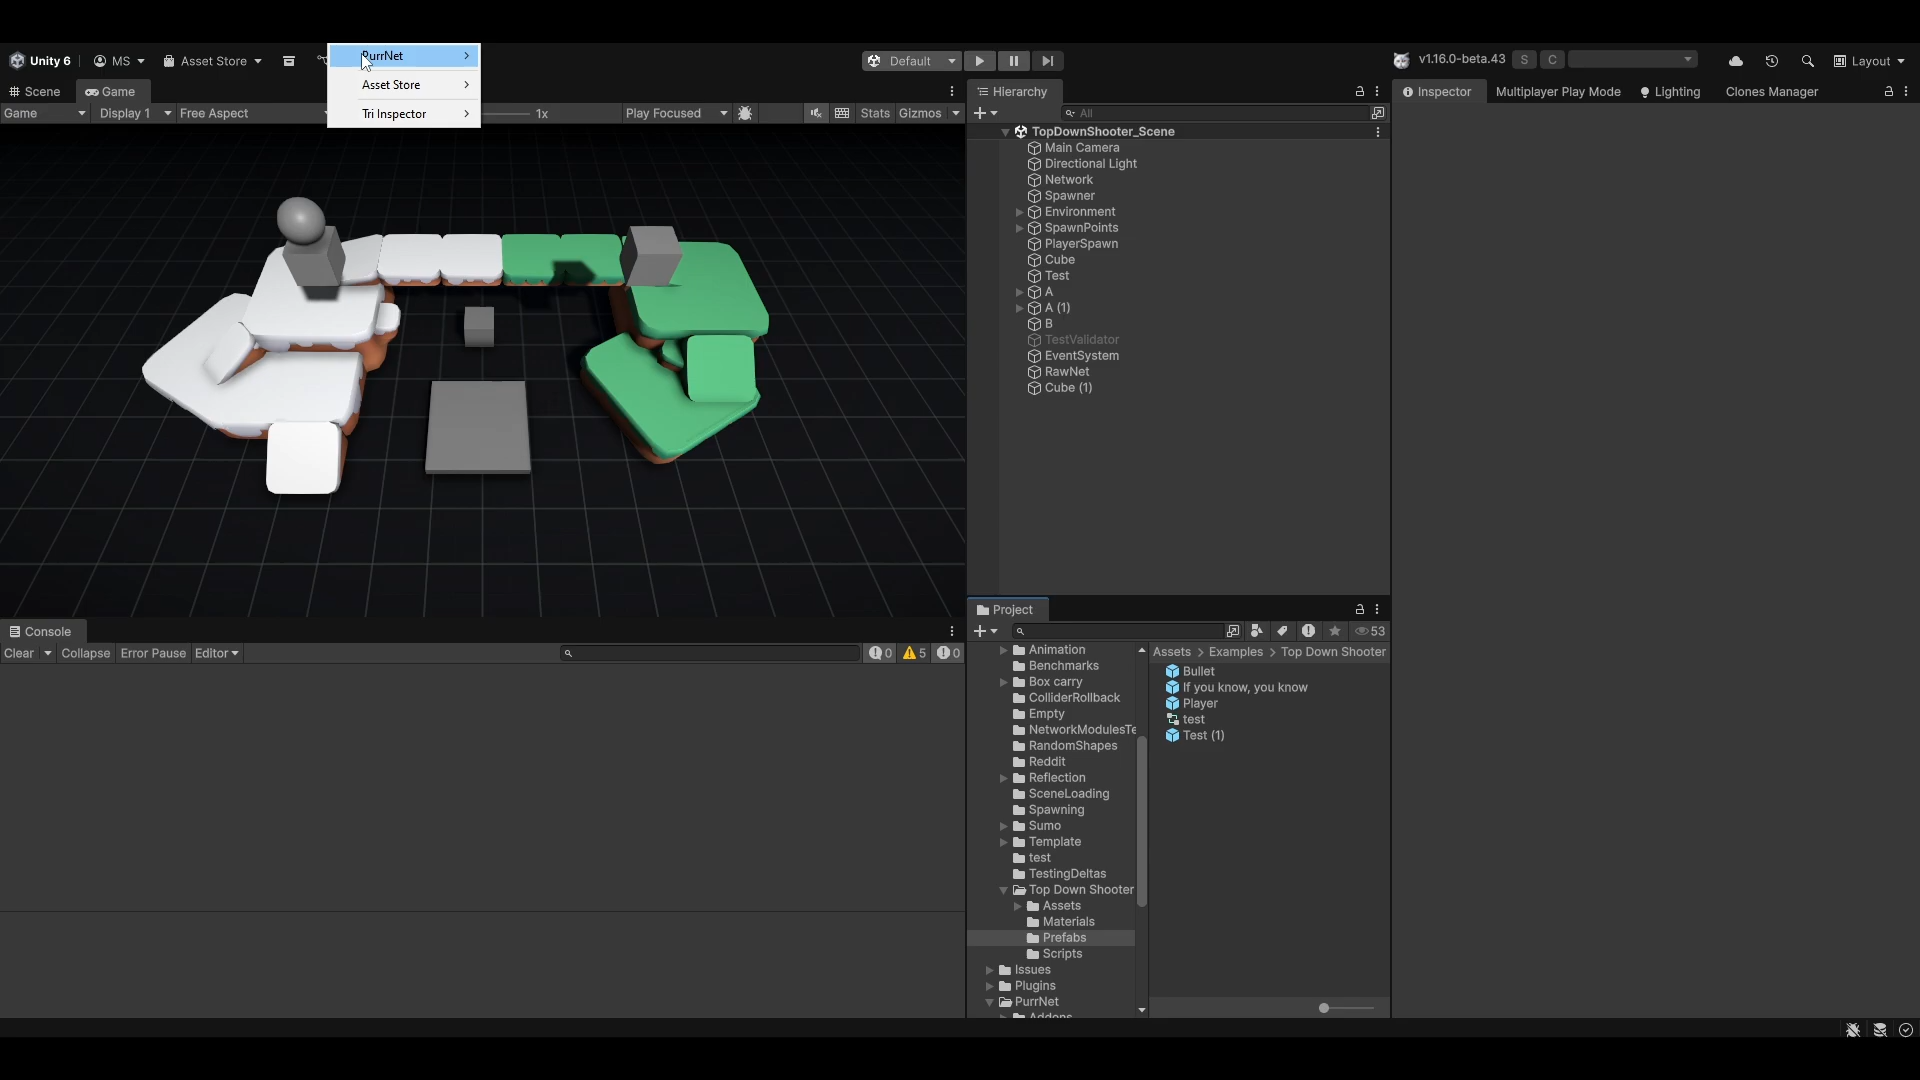 Unity 6
MS
Asset Store
PurrNet
Asset Store
Tri Inspector
Default
v1.16.0-beta.43
S
C
Layout
Scene
Game
Game
Display 1
Free Aspect
1x
Play Focused
Stats
Gizmos
Hierarchy
All
TopDownShooter_Scene
Main Camera
Directional Light
Network
Spawner
Environment
SpawnPoints
PlayerSpawn
Cube
Test
A
A (1)
B
TestValidator
EventSystem
RawNet
Cube (1)
Inspector
Multiplayer Play Mode
Lighting
Clones Manager
Console
Clear
Collapse
Error Pause
Editor
0
5
0
Project
53
Animation
Benchmarks
Box carry
ColliderRollback
Empty
NetworkModulesTe
RandomShapes
Reddit
Reflection
SceneLoading
Spawning
Sumo
Template
test
TestingDeltas
Top Down Shooter
Assets
Materials
Prefabs
Scripts
Issues
Plugins
PurrNet
Addons
Assets > Examples > Top Down Shooter
Bullet
If you know, you know
Player
test
Test (1)